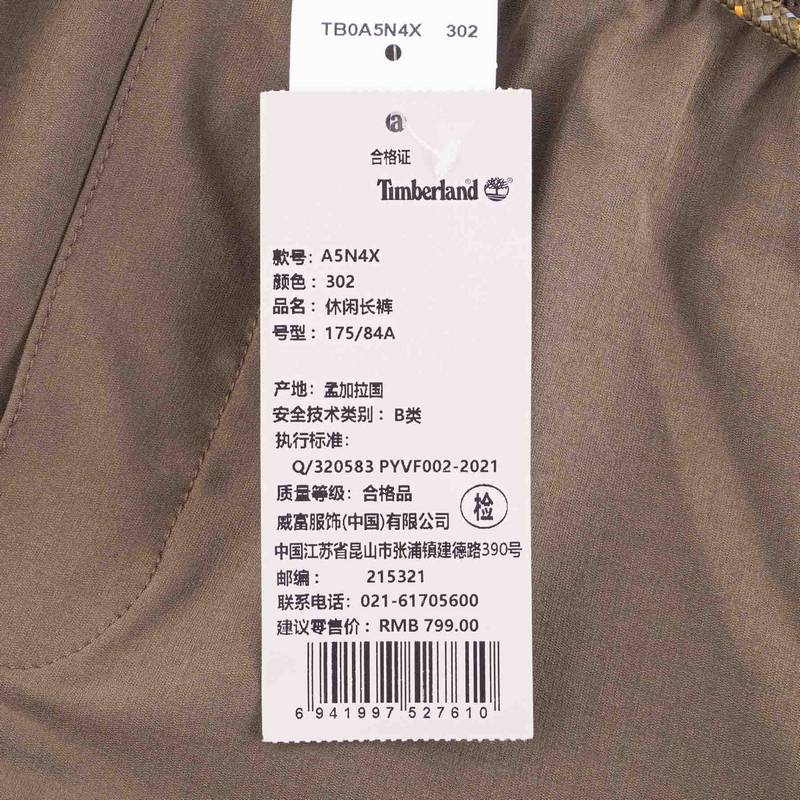 TB0A5N4X 302
a
合格证
Timberland
款号: A5N4X
颜色: 302
品名: 休闲长裤
号型: 175/84A
产地: 孟加拉国
安全技术类别: B类
执行标准:
Q/320583 PYVF002-2021
质量等级: 合格品
检
威富服饰(中国)有限公司
中国江苏省昆山市张浦镇建德路390号
邮编: 215321
联系电话: 021-61705600
建议零售价: RMB 799.00
6 941997 527610